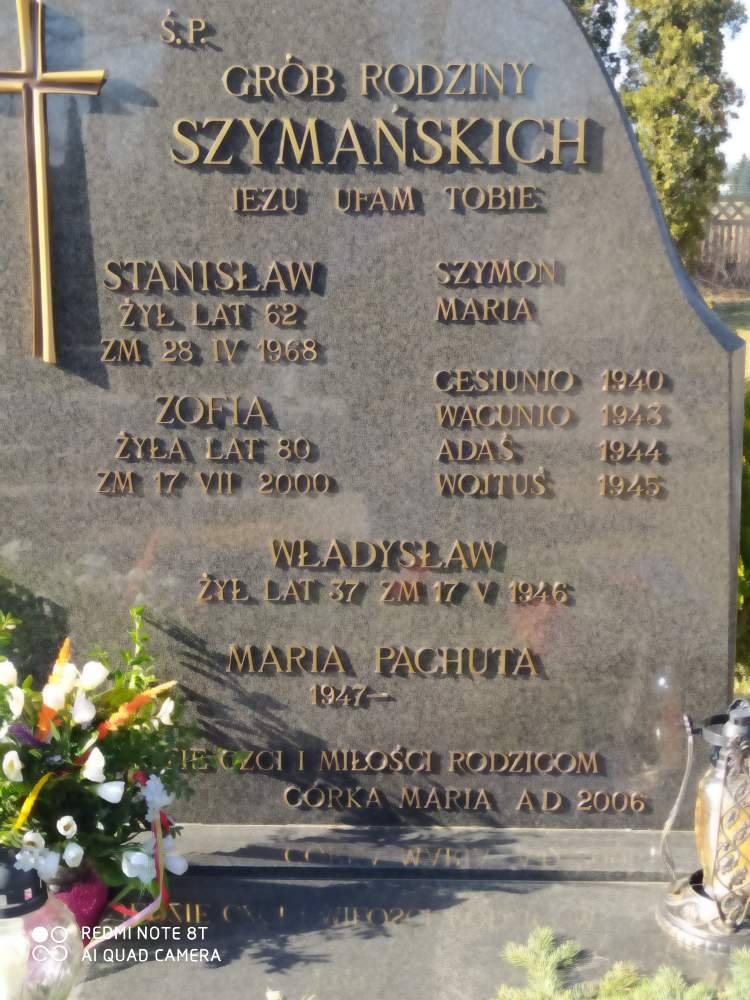 Ś.P.
GRÓB RODZINY
SZYMAŃSKICH
JEZU UFAM TOBIE
STANISŁAW
ŻYŁ LAT 62
ZM 28 IV 1968
ZOFIA
ŻYŁA LAT 80
ZM 17 VII 2000
SZYMON
MARIA
CESIUNIO 1940
WACUNIO 1943
ADAŚ 1944
WOJTUŚ 1945
WŁADYSŁAW
ŻYŁ LAT 37 ZM 17 V 1946
MARIA PACHUTA
1947-
CZCI I MIŁOŚCI RODZICOM
CÓRKA MARIA AD 2006
REDMI NOTE 8T
AI QUAD CAMERA